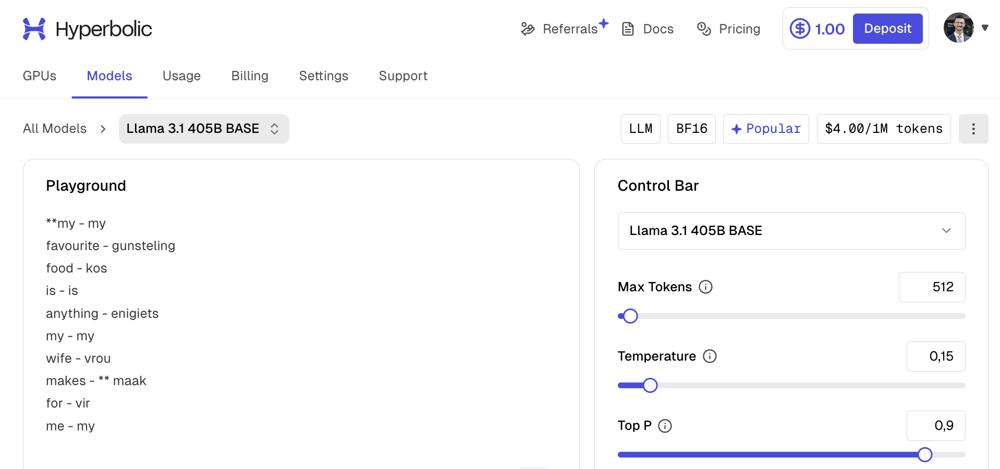 Hyperbolic
Referrals Docs Pricing $ 1.00 Deposit
GPUs Models Usage Billing Settings Support
All Models > Llama 3.1 405B BASE
LLM BF16 Popular $4.00/1M tokens
Playground
**my - my
favourite - gunsteling
food - kos
is - is
anything - enigiets
my - my
wife - vrou
makes - ** maak
for - vir
me - my
Control Bar
Llama 3.1 405B BASE
Max Tokens 512
Temperature 0,15
Top P 0,9